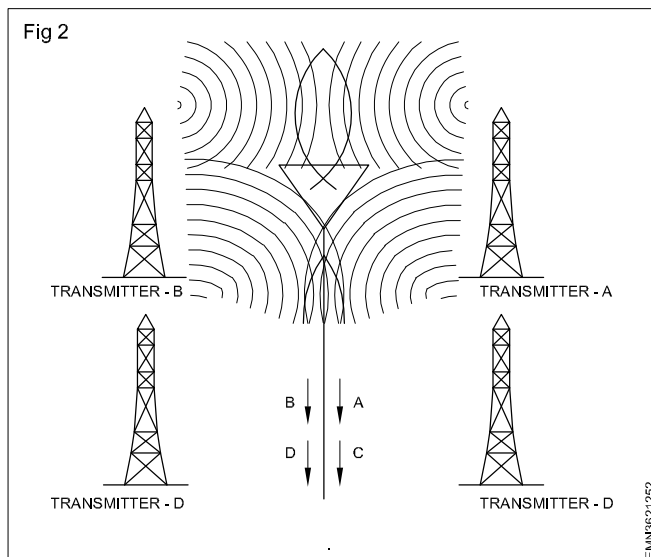 Fig 2
TRANSMITTER - B
TRANSMITTER - A
B
A
D
C
TRANSMITTER - D
TRANSMITTER - D
EMN3621252